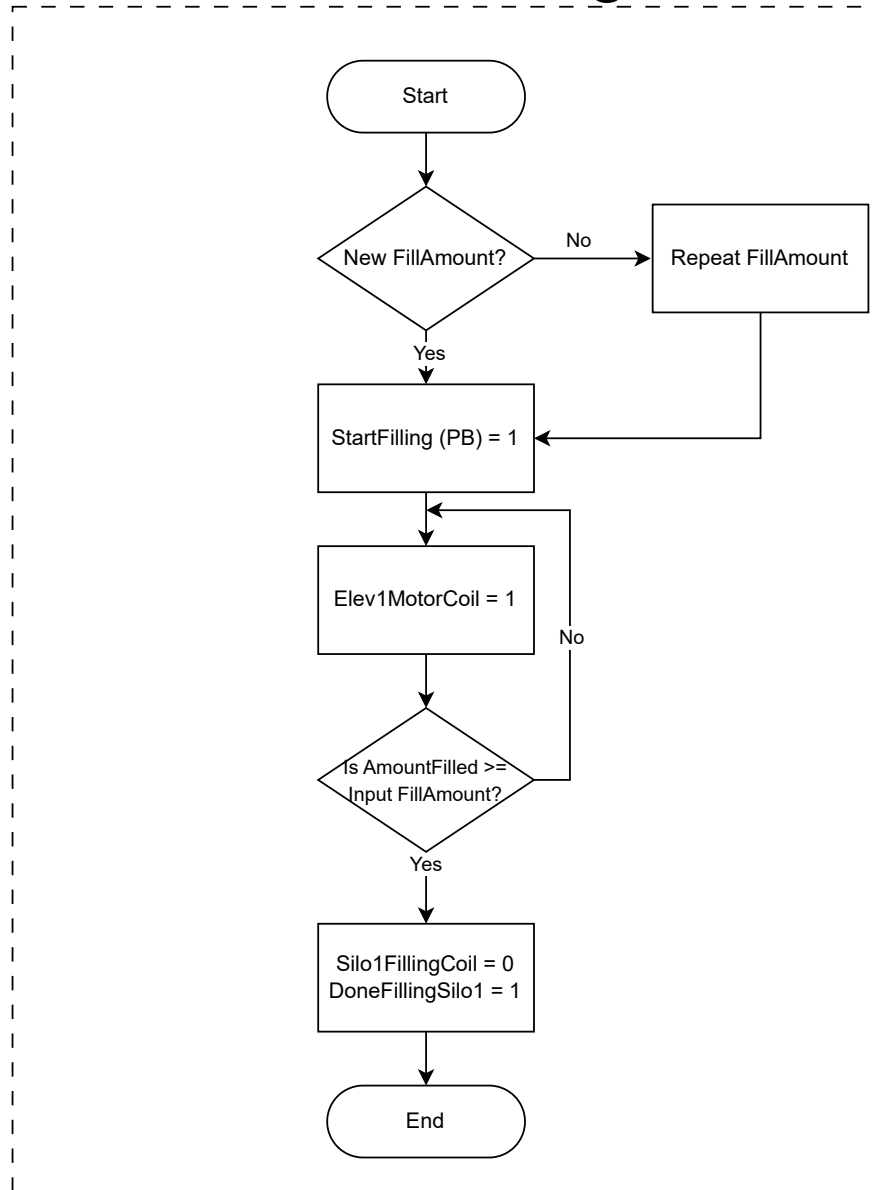 Start
New FillAmount?
No
Repeat FillAmount
Yes
StartFilling (PB) = 1
Elev1MotorCoil = 1
No
Is AmountFilled >=
Input FillAmount?
Yes
Silo1FillingCoil = 0
DoneFillingSilo1 = 1
End